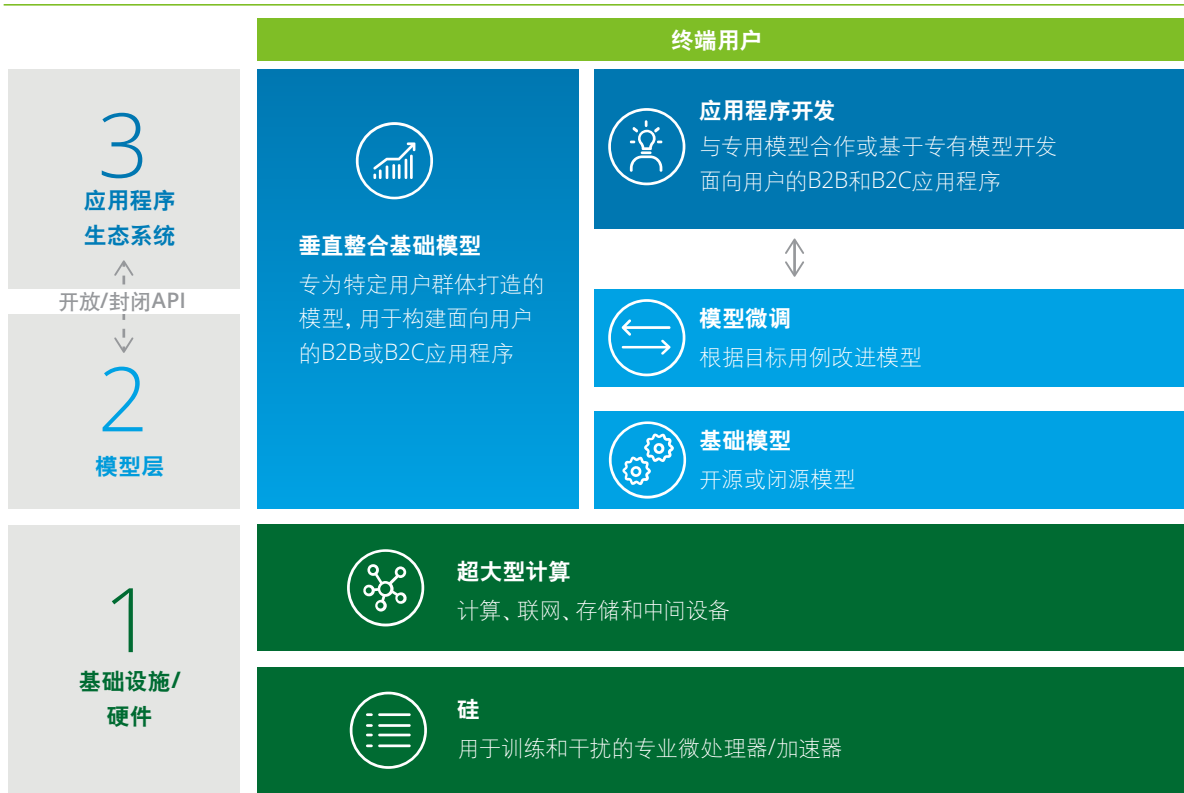 终端用户
3
应用程序
生态系统
开放/封闭API
2
模型层
垂直整合基础模型
专为特定用户群体打造的
模型，用于构建面向用户
的B2B或B2C应用程序
应用程序开发
与专用模型合作或基于专有模型开发
面向用户的B2B和B2C应用程序
模型微调
根据目标用例改进模型
基础模型
开源或闭源模型
1
基础设施/
硬件
超大型计算
计算、联网、存储和中间设备
硅
用于训练和干扰的专业微处理器/加速器